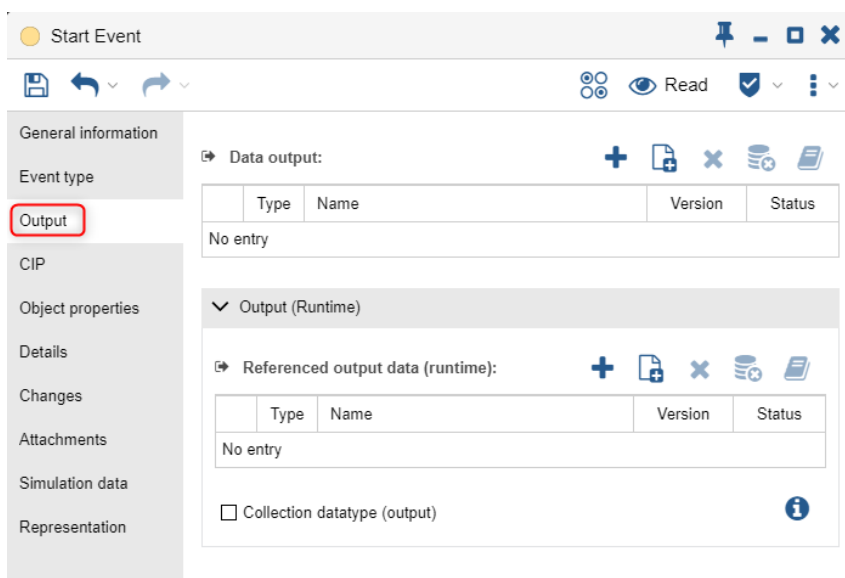 Start Event
Read
General information
Event type
Output
CIP
Object properties
Details
Changes
Attachments
Simulation data
Representation
Data output:
Type Name Version Status
No entry
Output (Runtime)
Referenced output data (runtime):
Type Name Version Status
No entry
Collection datatype (output)